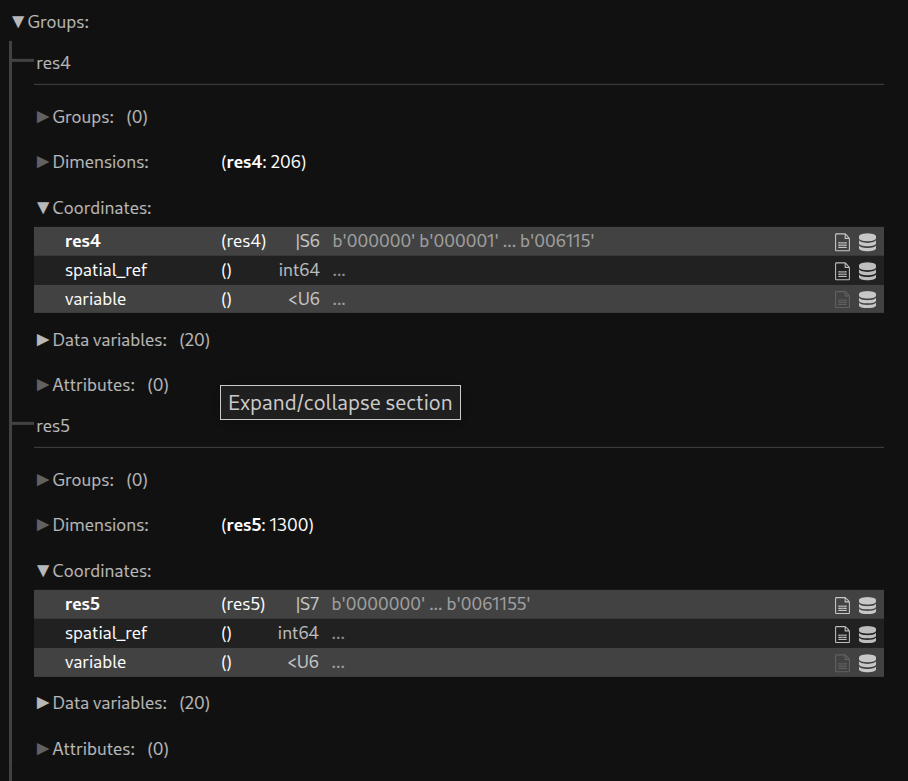 ▼Groups:
res4
▶Groups: (0)
▶Dimensions: (res4: 206)
▼Coordinates:
res4 (res4) |S6 b'000000' b'000001' ... b'006115'
spatial_ref () int64 ...
variable () <U6 ...
▶Data variables: (20)
▶Attributes: (0)
Expand/collapse section
res5
▶Groups: (0)
▶Dimensions: (res5: 1300)
▼Coordinates:
res5 (res5) |S7 b'0000000' ... b'0061155'
spatial_ref () int64 ...
variable () <U6 ...
▶Data variables: (20)
▶Attributes: (0)